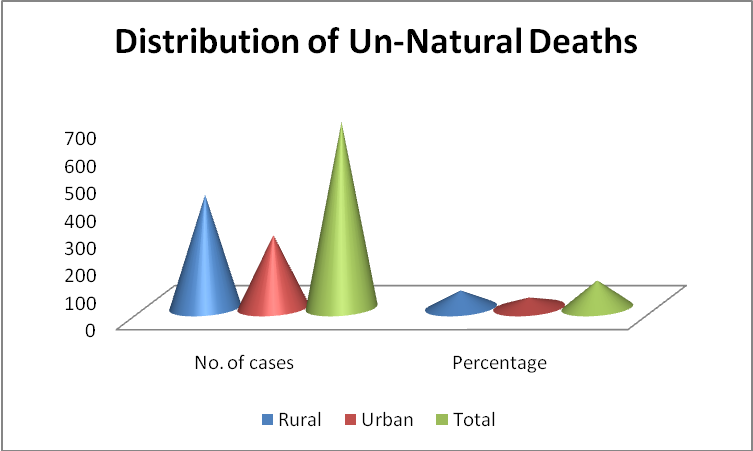 Distribution of Un-Natural Deaths
700
600
500
400
300
200
100
0
No. of cases Percentage
Rural Urban Total